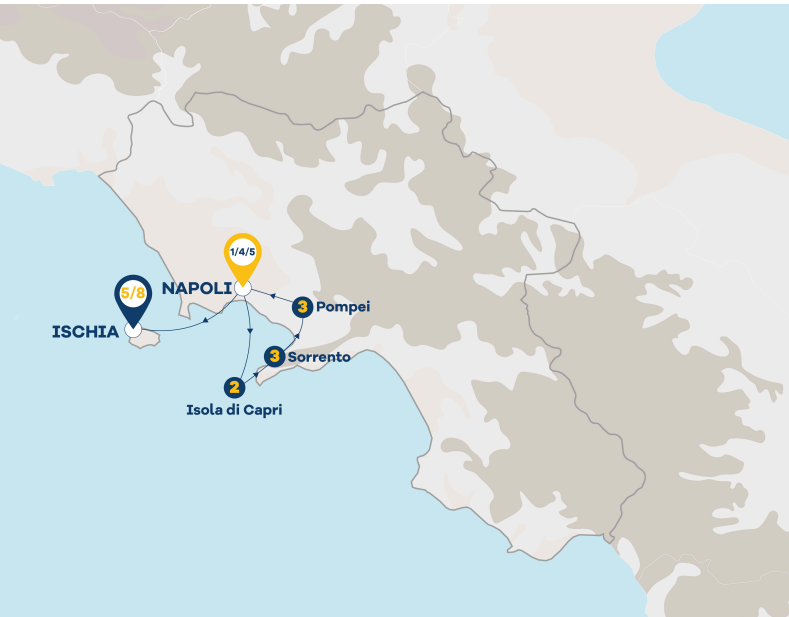 1/4/5
5/8
NAPOLI
3 Pompei
ISCHIA
3 Sorrento
2
Isola di Capri